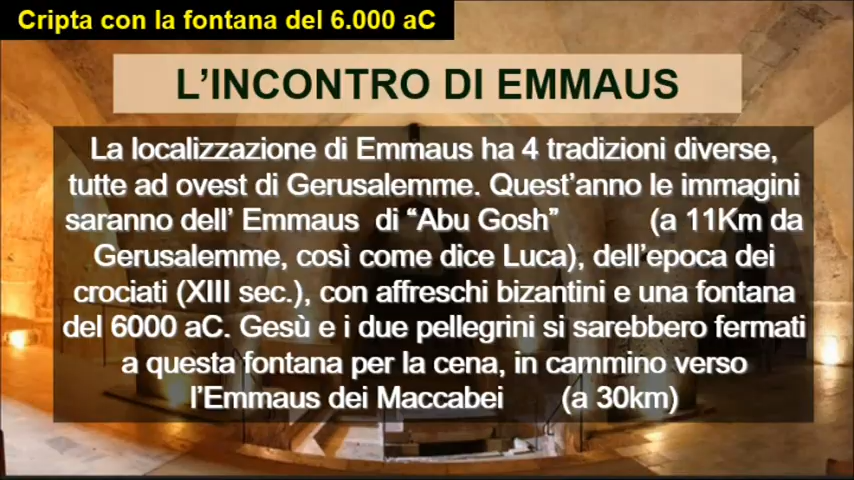 Cripta con la fontana del 6.000 aC
L’INCONTRO DI EMMAUS
La localizzazione di Emmaus ha 4 tradizioni diverse,
tutte ad ovest di Gerusalemme. Quest’anno le immagini
saranno dell’ Emmaus di “Abu Gosh” (a 11Km da
Gerusalemme, così come dice Luca), dell’epoca dei
crociati (XIII sec.), con affreschi bizantini e una fontana
del 6000 aC. Gesù e i due pellegrini si sarebbero fermati
a questa fontana per la cena, in cammino verso
l’Emmaus dei Maccabei (a 30km)